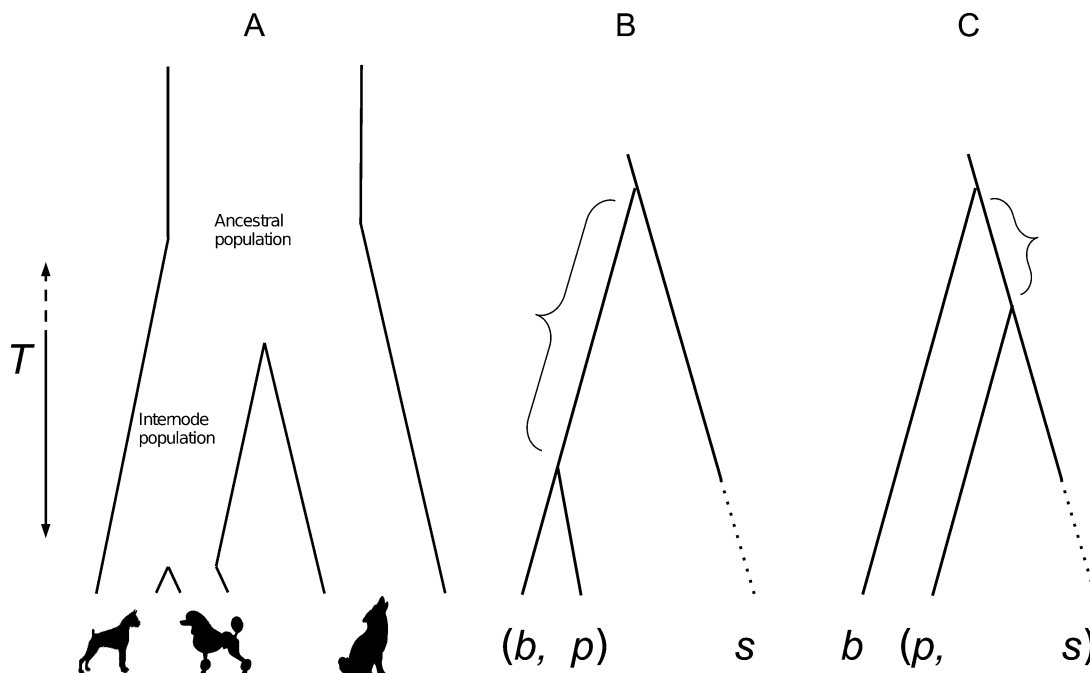 A
B
C
Ancestral
population
T
Internode
population
(b, p)
s
b
(p, s)